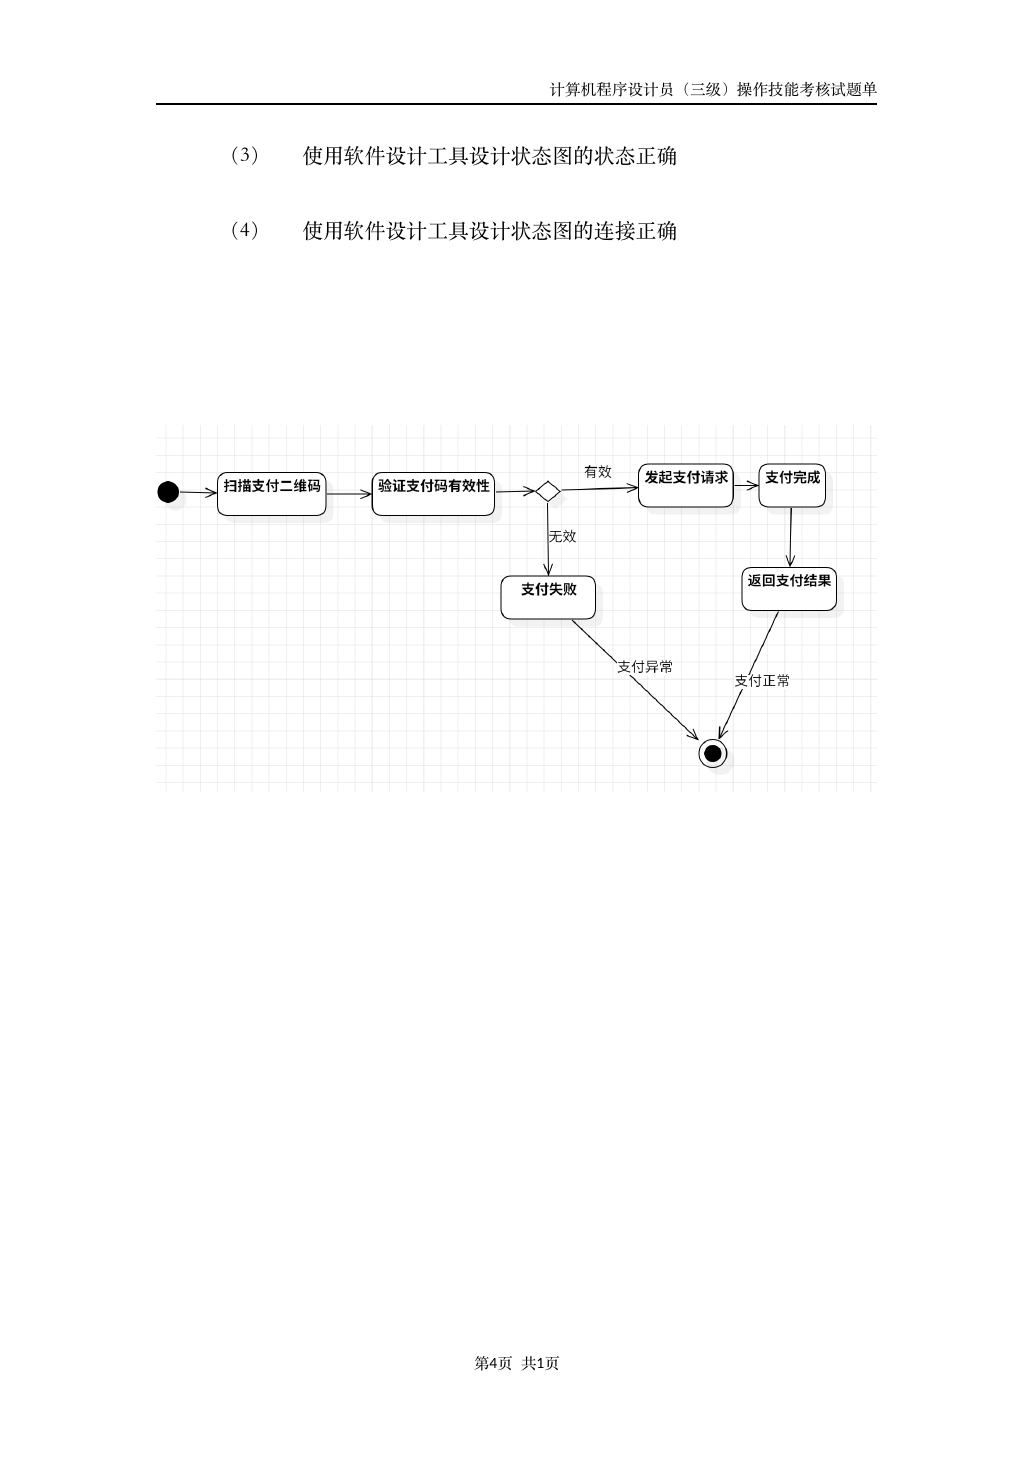 计算机程序设计员（三级）操作技能考核试题单
（3） 使用软件设计工具设计状态图的状态正确
（4） 使用软件设计工具设计状态图的连接正确
有效
扫描支付二维码
验证支付码有效性
发起支付请求
支付完成
无效
支付失败
返回支付结果
支付异常
支付正常
第4页 共1页